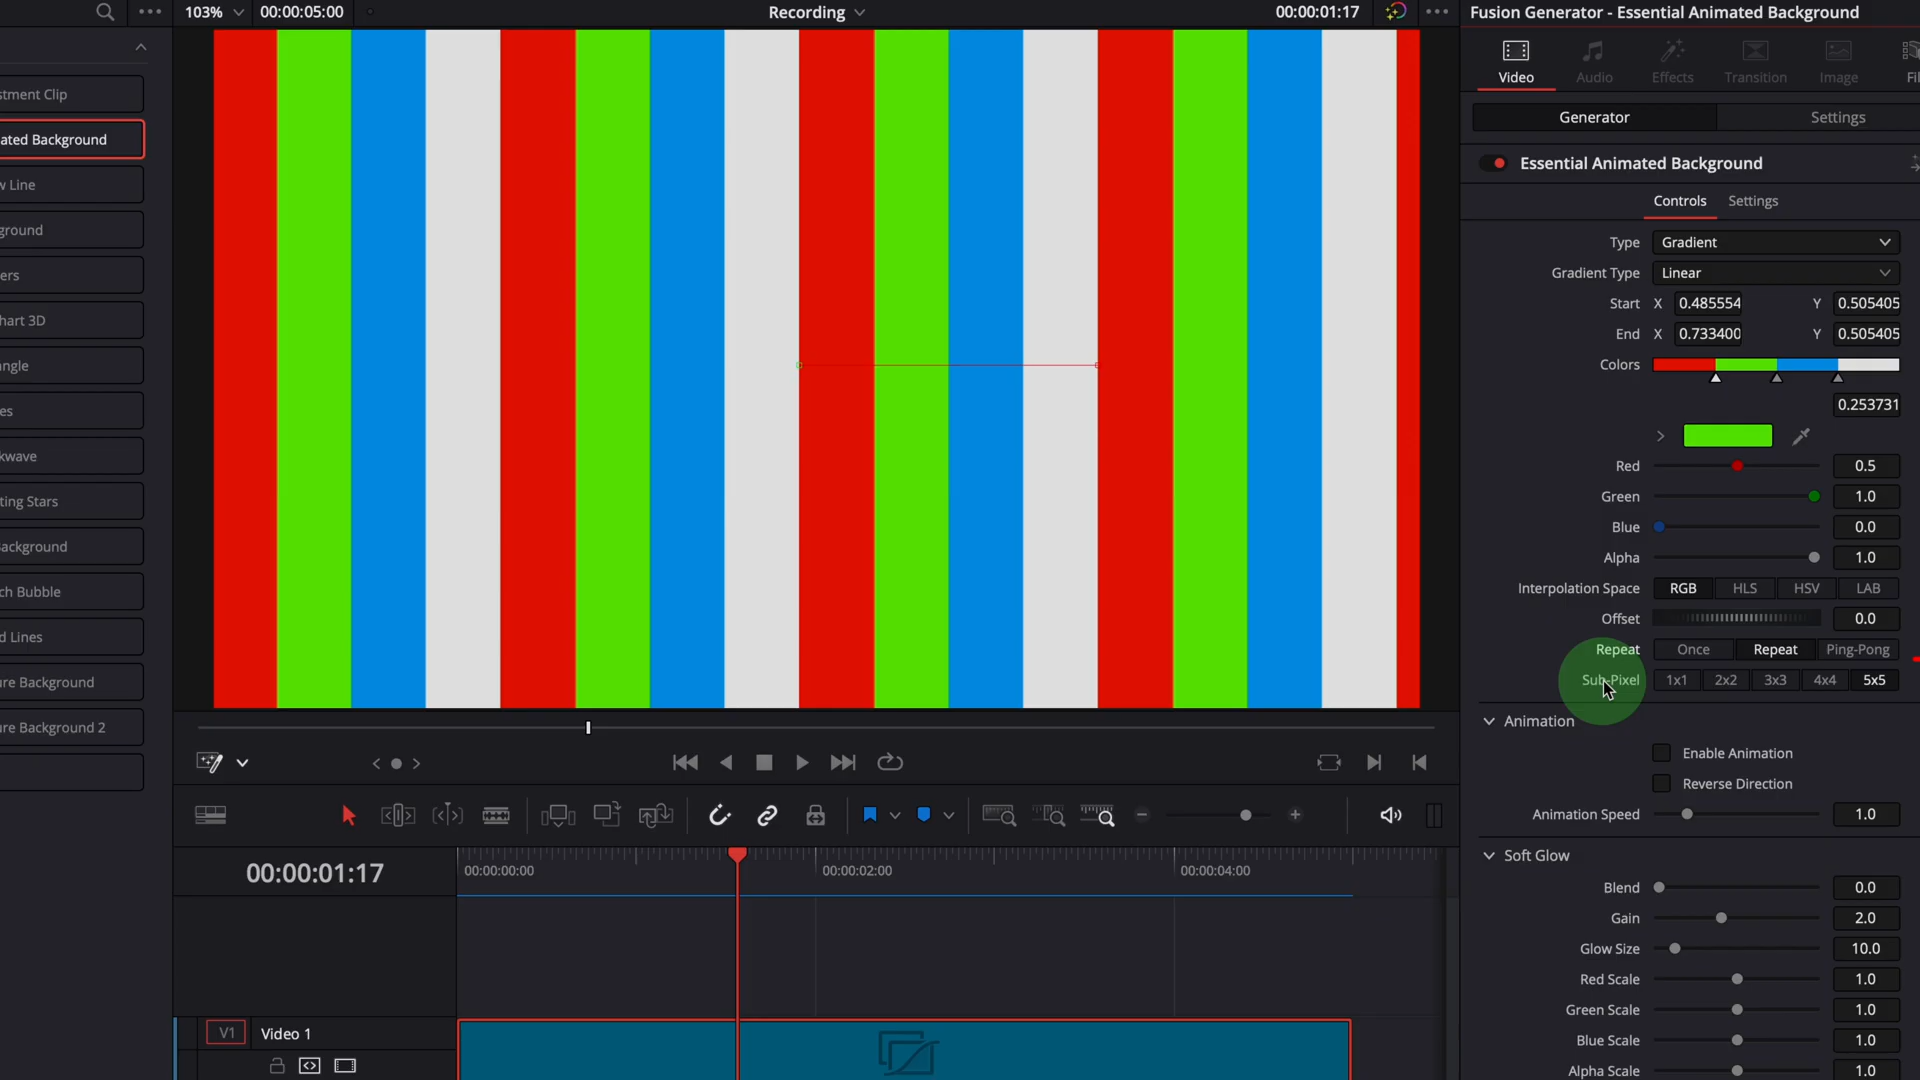 103%
00:00:05:00
Recording
00:00:01:17
Fusion Generator - Essential Animated Background
Video
Audio
Effects
Transition
Image
Fil
Generator
Settings
Essential Animated Background
Controls
Settings
Type
Gradient
Gradient Type
Linear
Start X 0.485554 Y 0.505405
End X 0.733400 Y 0.505405
Colors
0.253731
Red 0.5
Green 1.0
Blue 0.0
Alpha 1.0
Interpolation Space RGB HLS HSV LAB
Offset 0.0
Repeat Once Repeat Ping-Pong
Sub-Pixel 1x1 2x2 3x3 4x4 5x5
Animation
Enable Animation
Reverse Direction
Animation Speed 1.0
Soft Glow
Blend 0.0
Gain 2.0
Glow Size 10.0
Red Scale 1.0
Green Scale 1.0
Blue Scale 1.0
Alpha Scale 1.0
stment Clip
ated Background
w Line
ground
ers
hart 3D
angle
es
kwave
ting Stars
Background
ch Bubble
d Lines
ure Background
ure Background 2
00:00:01:17
00:00:00:00
00:00:02:00
00:00:04:00
V1
Video 1